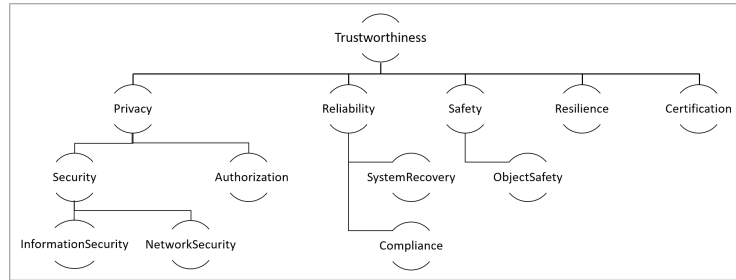 Trustworthiness
Privacy
Reliability
Safety
Resilience
Certification
Security
Authorization
SystemRecovery
ObjectSafety
InformationSecurity
NetworkSecurity
Compliance